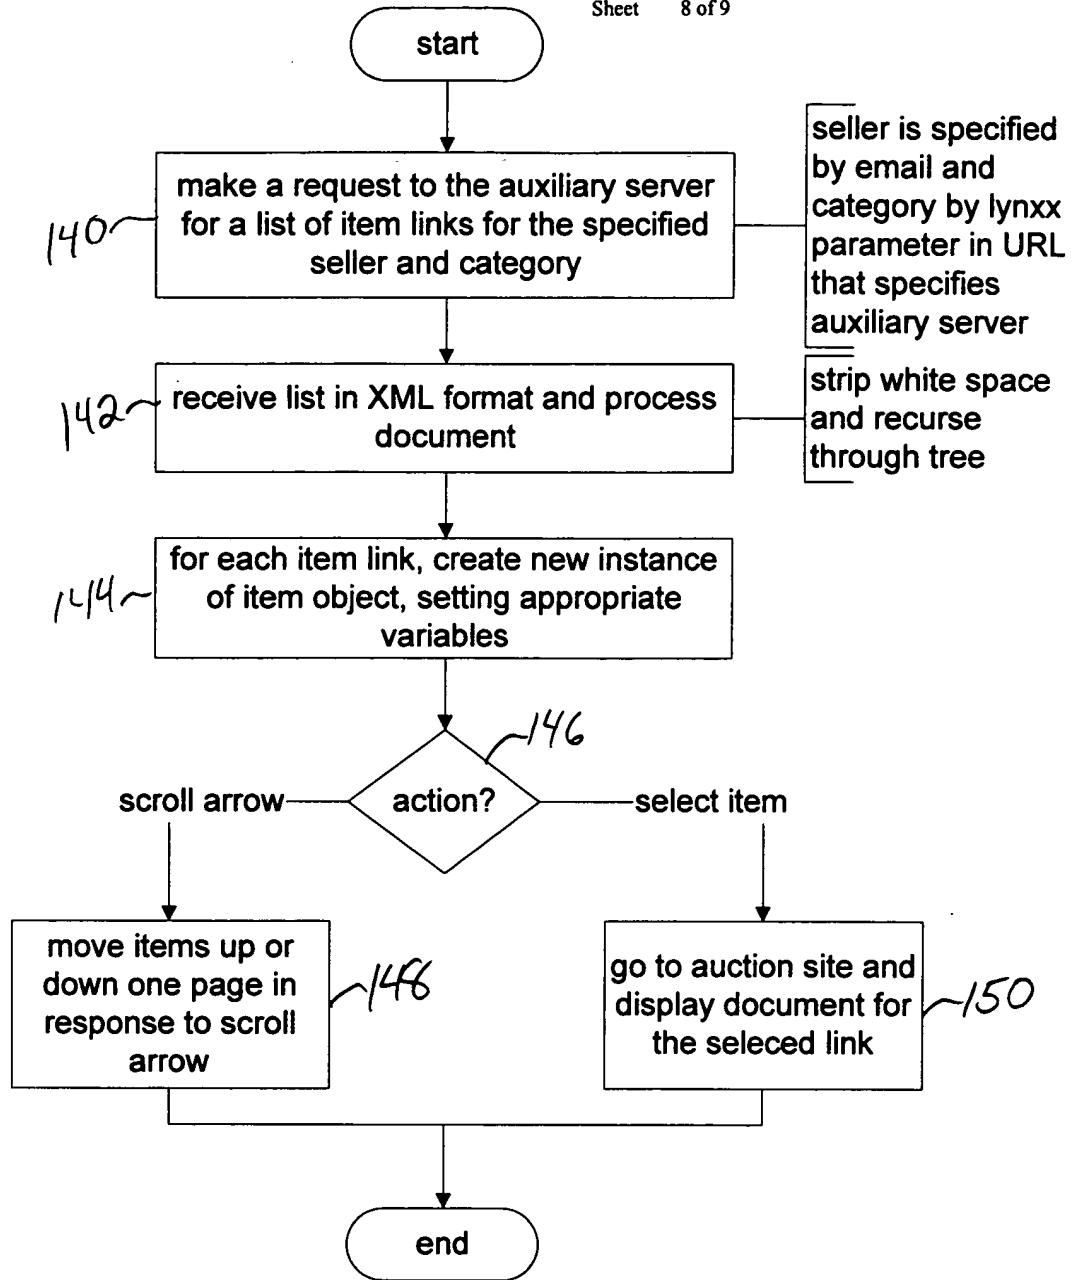 Sheet 8 of 9
start
make a request to the auxiliary server
for a list of item links for the specified
seller and category
140
seller is specified
by email and
category by lynxx
parameter in URL
that specifies
auxiliary server
receive list in XML format and process
document
142
strip white space
and recurse
through tree
for each item link, create new instance
of item object, setting appropriate
variables
144
146
action?
scroll arrow
select item
move items up or
down one page in
response to scroll
arrow
148
go to auction site and
display document for
the seleced link
150
end